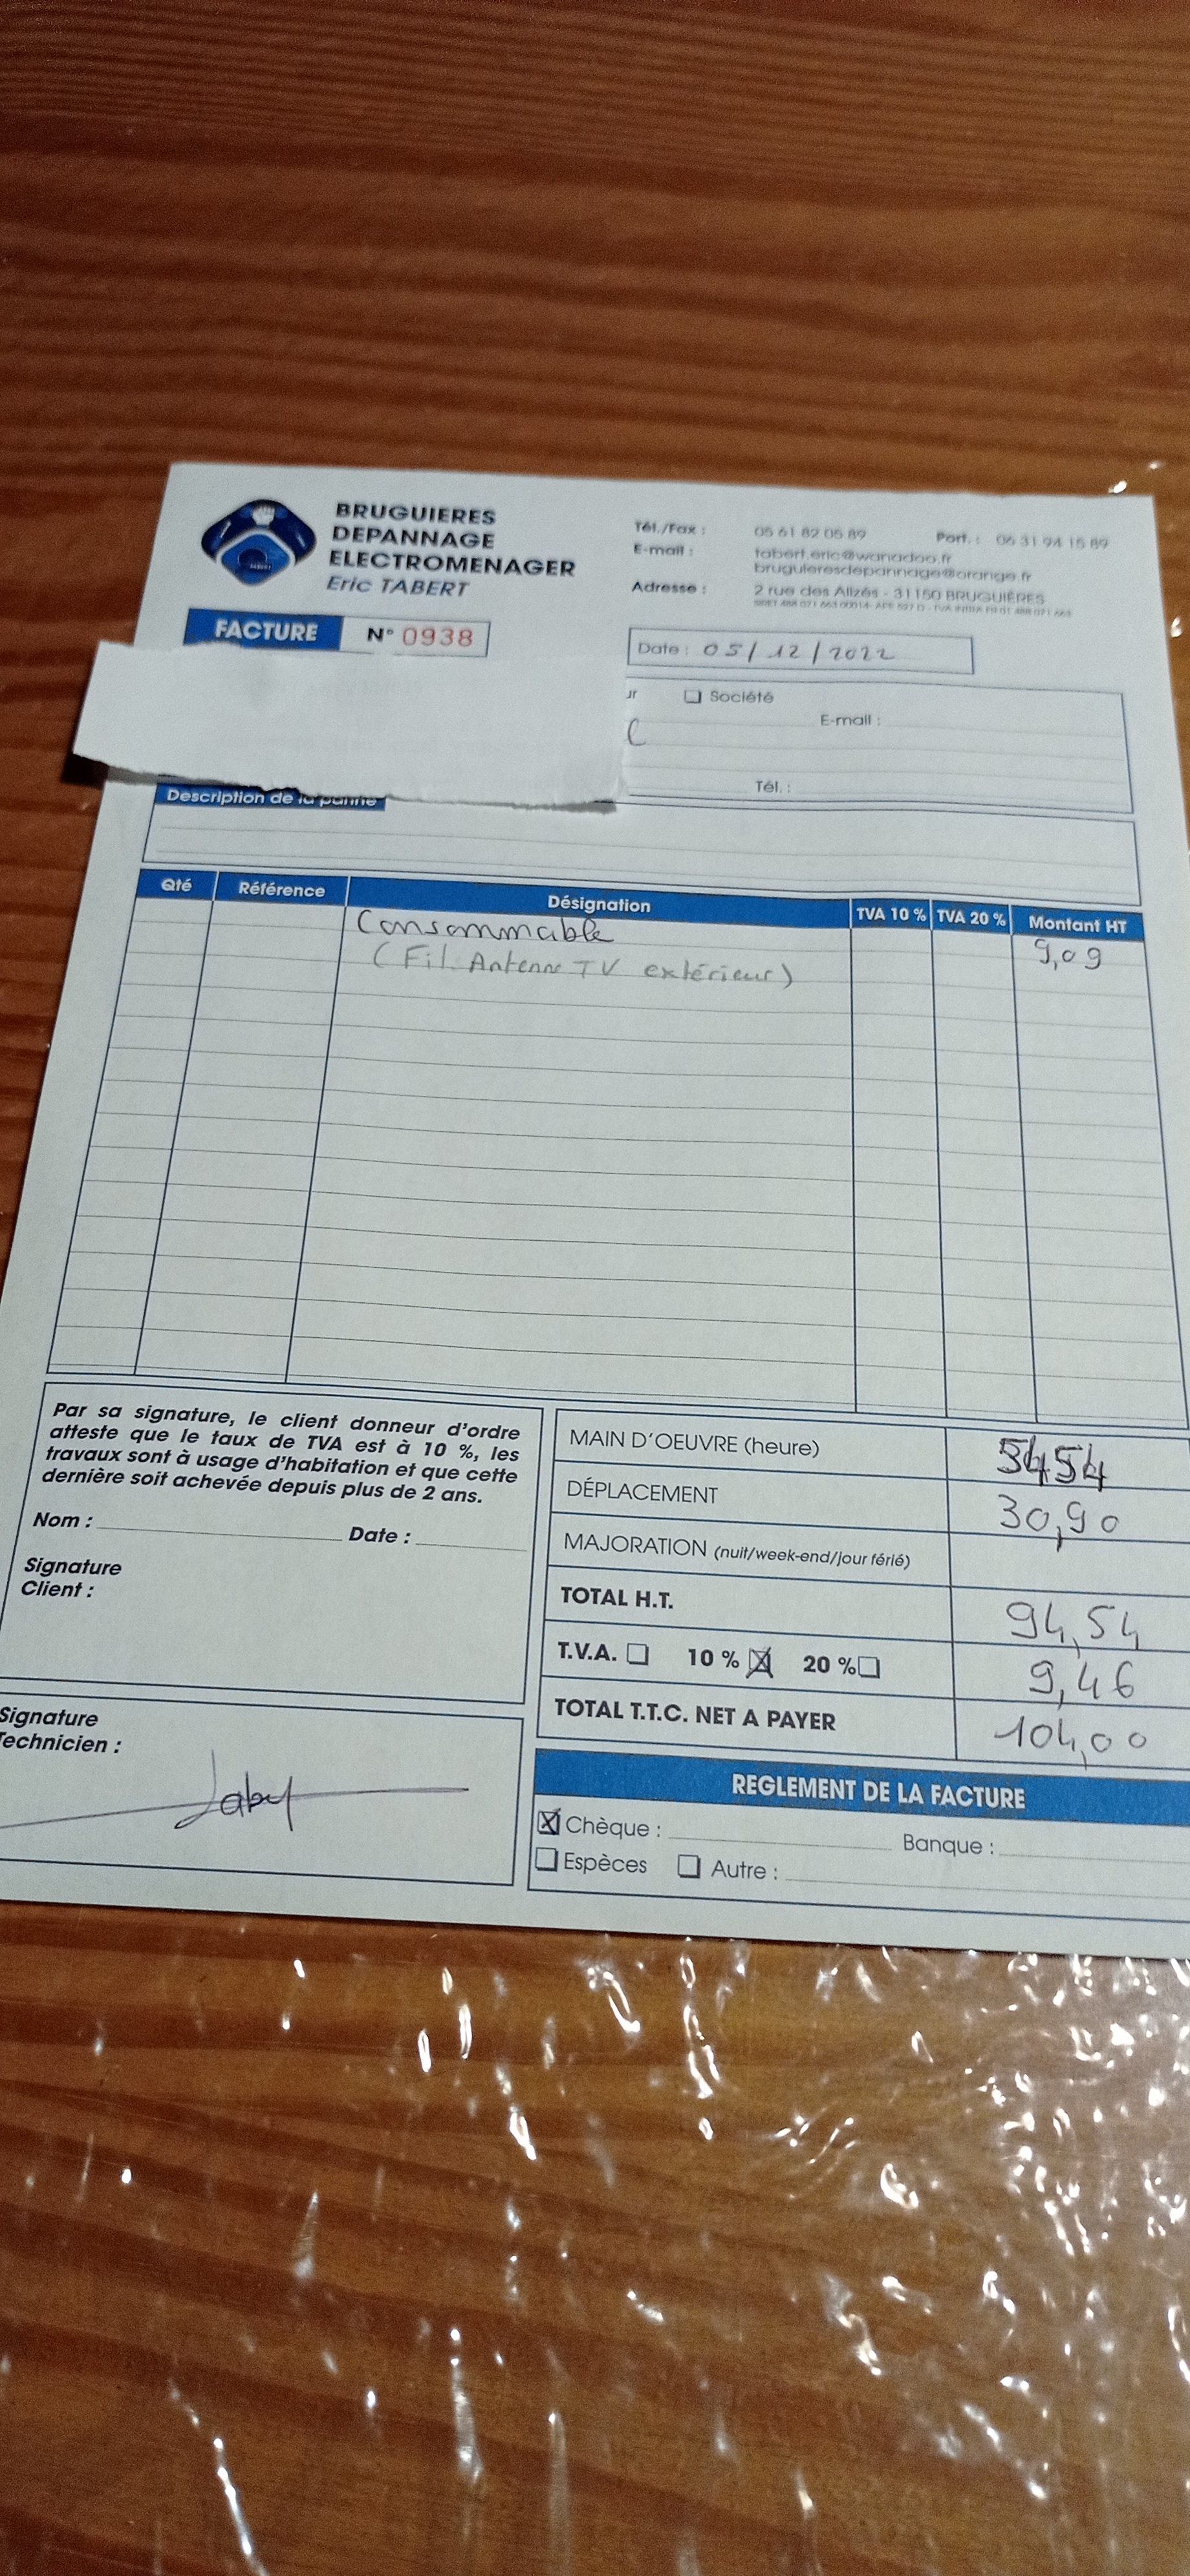 BRUGUIERES
DEPANNAGE
ELECTROMENAGER
Eric TABERT
Tél./Fax : 05 61 82 05 89 Port. : 06 31 94 15 89
E-mail : tabert.eric@wanadoo.fr
bruguieresdepannage@orange.fr
Adresse : 2 rue des Alizés - 31150 BRUGUIÈRES
FACTURE N° 0938
Date : 05/12/2022
ur Société
E-mail :
C
Tél. :
Description de la panne
Qté Référence Désignation TVA 10 % TVA 20 % Montant HT
Consommable 9,09
(Fil. Antenne TV extérieur)
Par sa signature, le client donneur d'ordre
atteste que le taux de TVA est à 10 %, les
travaux sont à usage d'habitation et que cette
dernière soit achevée depuis plus de 2 ans.
Nom : Date :
Signature
Client :
Signature
Technicien :
MAIN D'OEUVRE (heure) 54,54
DÉPLACEMENT 30,90
MAJORATION (nuit/week-end/jour férié)
TOTAL H.T. 94,54
T.V.A. 10 % 20 % 9,46
TOTAL T.T.C. NET A PAYER 104,00
REGLEMENT DE LA FACTURE
Chèque : Banque :
Espèces Autre :